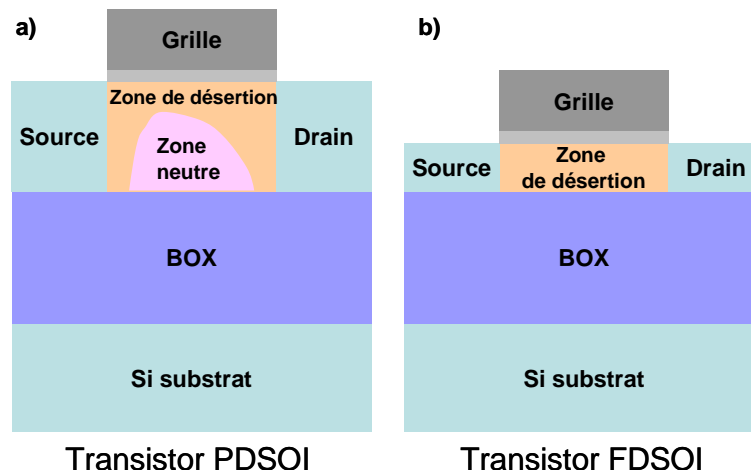 a)
Grille
Zone de désertion
Source
Zone
neutre
Drain
BOX
Si substrat
Transistor PDSOI
b)
Grille
Source
Zone
de désertion
Drain
BOX
Si substrat
Transistor FDSOI